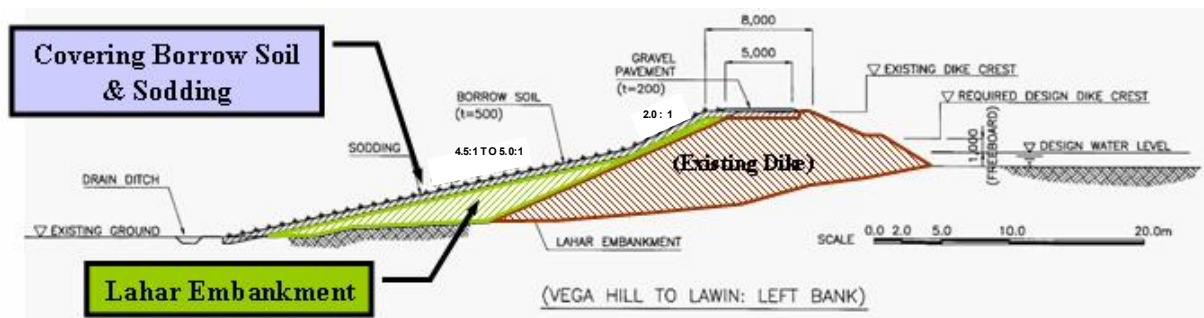 Covering Borrow Soil
& Sodding
8,000
5,000
GRAVEL
PAVEMENT
(t=200)
EXISTING DIKE CREST
REQUIRED DESIGN DIKE CREST
BORROW SOIL
(t=500)
2.0 : 1
1,000
(FREEBOARD)
DESIGN WATER LEVEL
SODDING
4.5:1 TO 5.0:1
(Existing Dike)
DRAIN DITCH
EXISTING GROUND
LAHAR EMBANKMENT
SCALE
0.0 2.0 5.0 10.0 20.0m
Lahar Embankment
(VEGA HILL TO LAWIN: LEFT BANK)